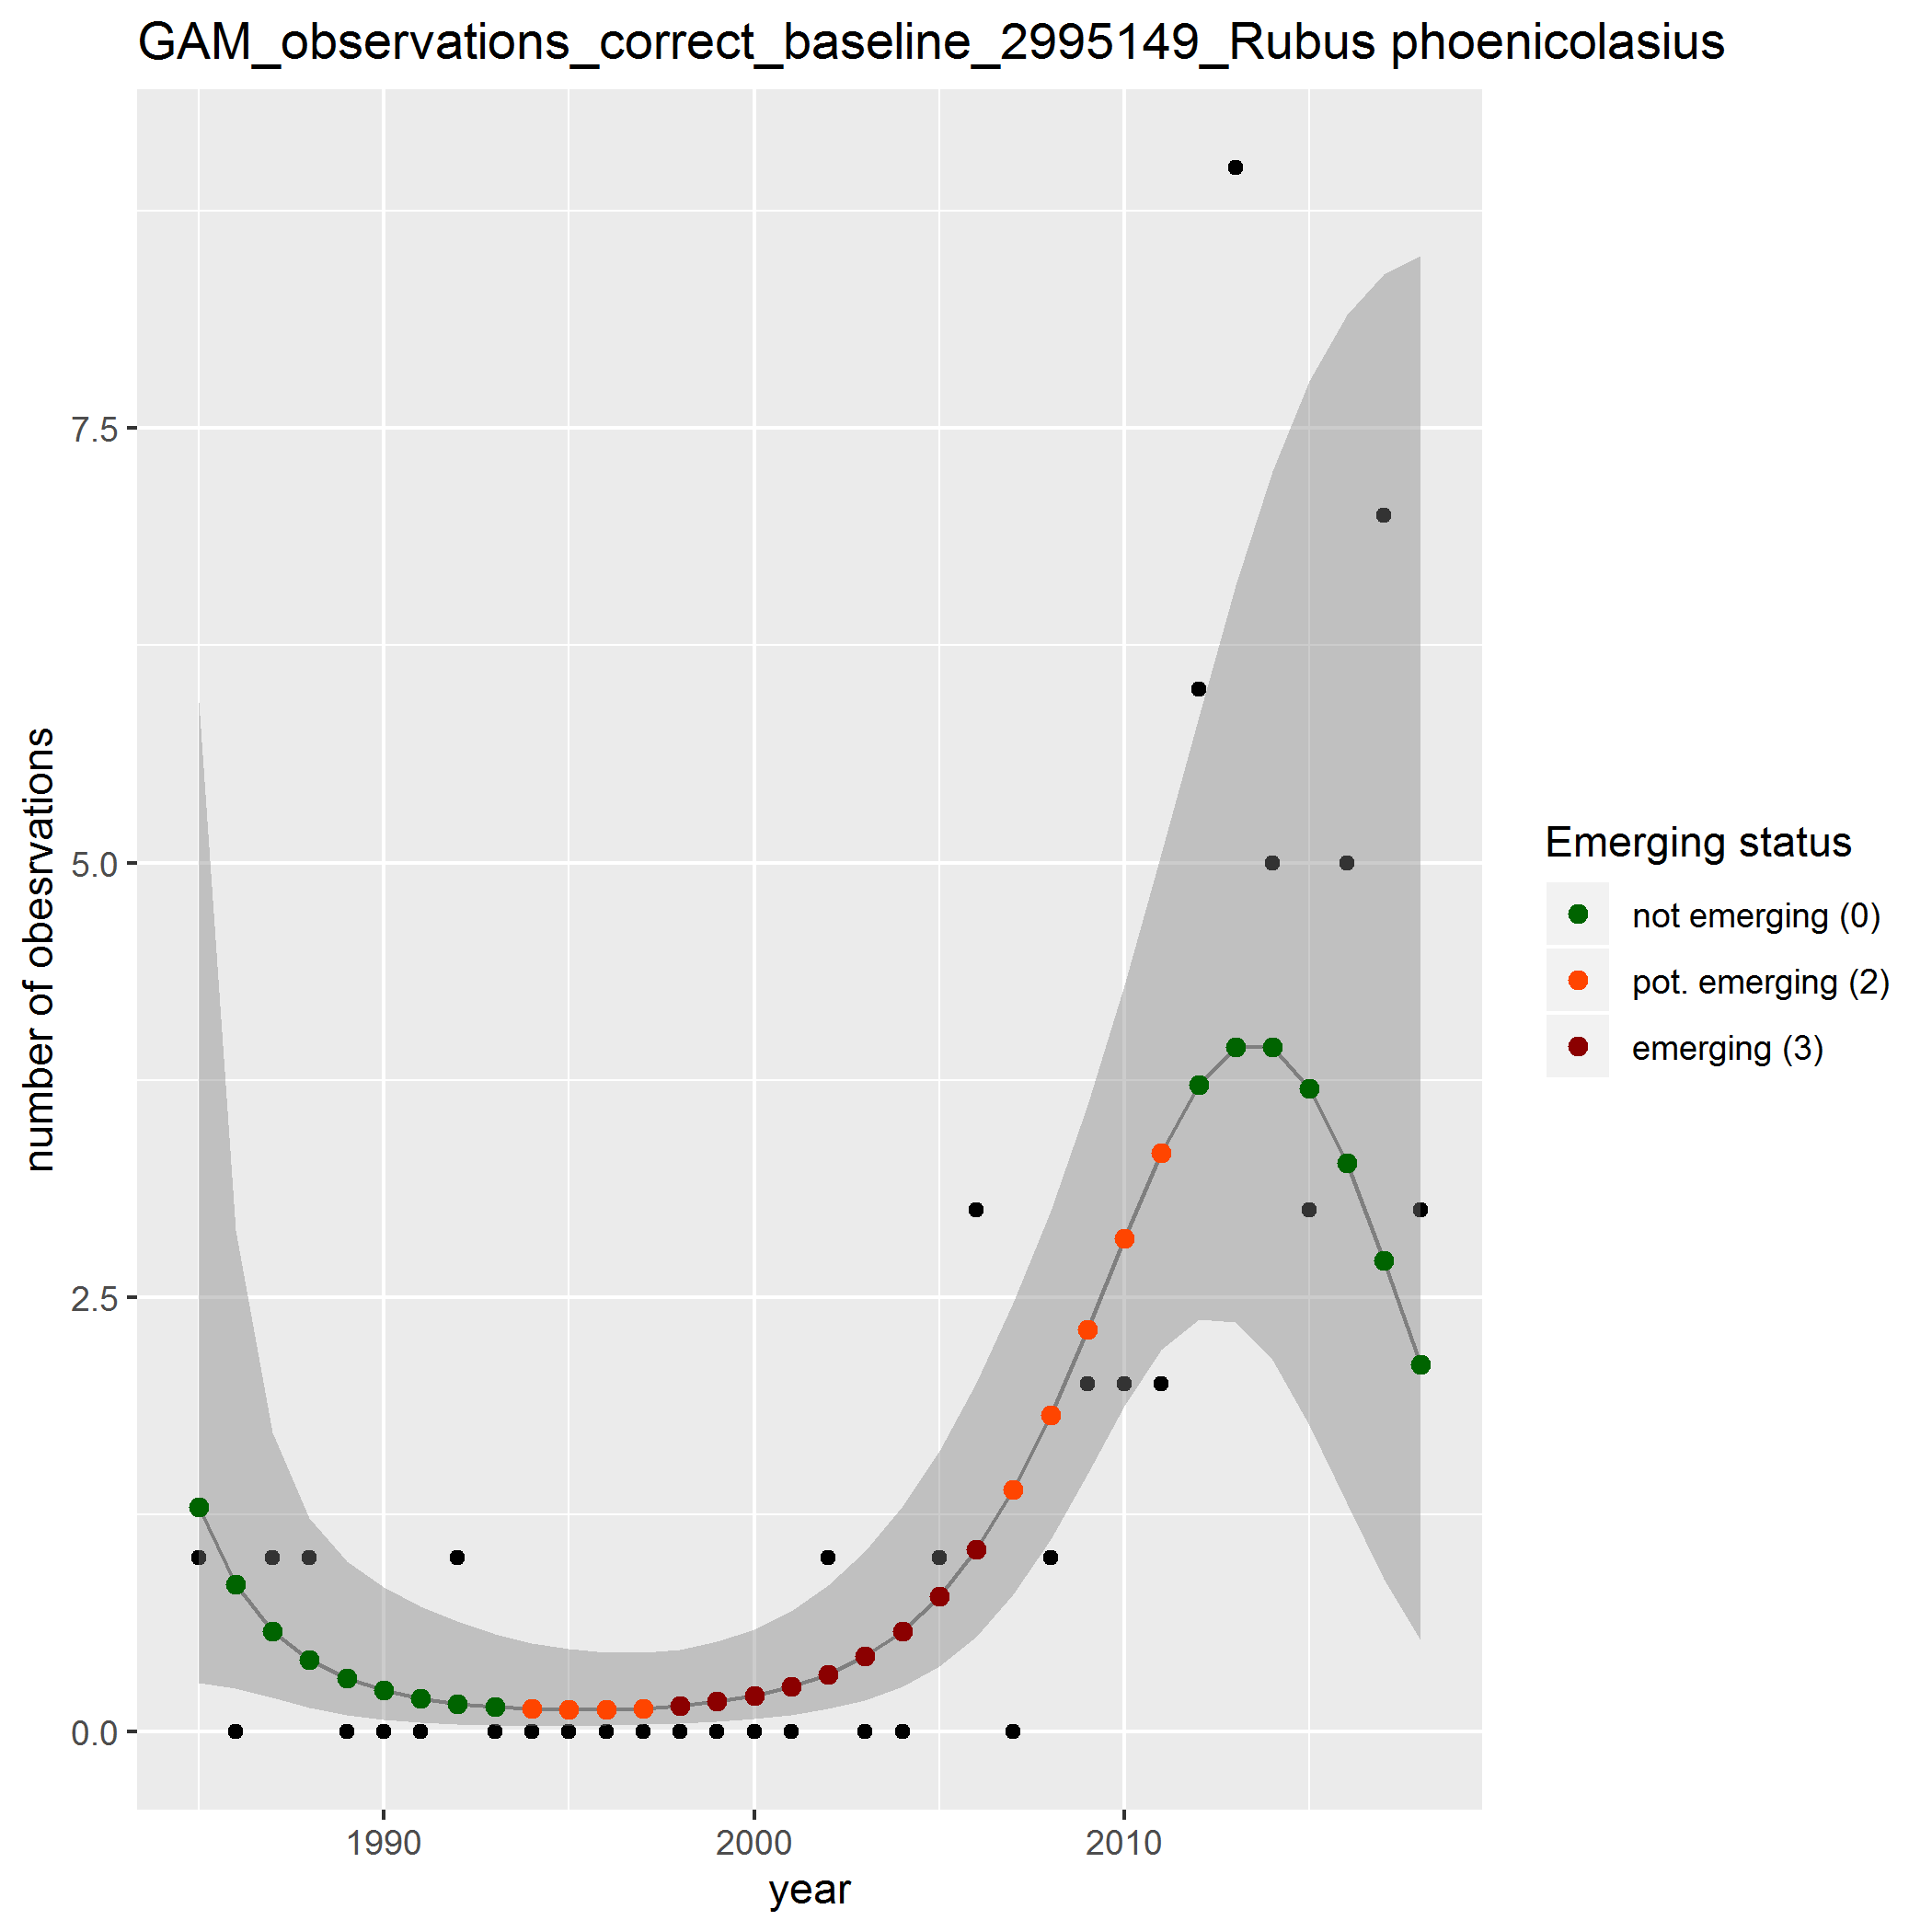 GAM_observations_correct_baseline_2995149_Rubus phoenicolasius
number of obesrvations
7.5
5.0
2.5
0.0
1990
2000
2010
year
Emerging status
not emerging (0)
pot. emerging (2)
emerging (3)